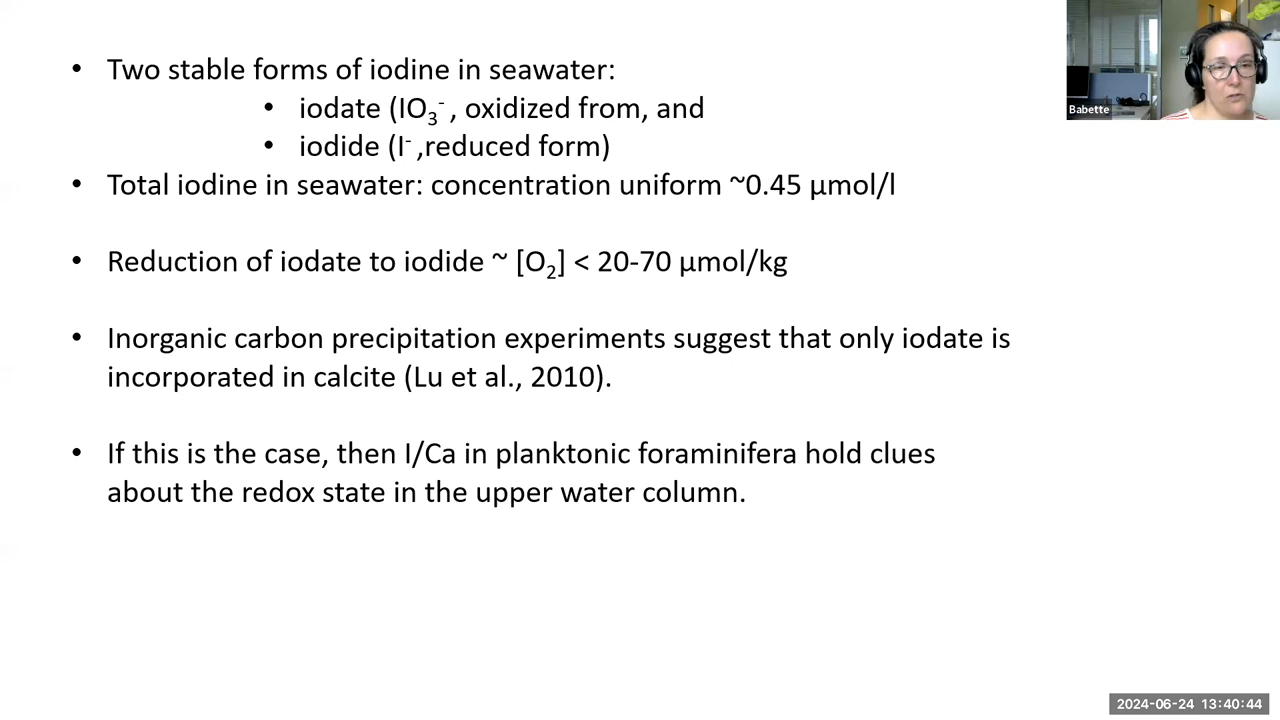 • Two stable forms of iodine in seawater:
• iodate (IO₃⁻ , oxidized from, and
• iodide (I⁻ ,reduced form)
• Total iodine in seawater: concentration uniform ~0.45 µmol/l
• Reduction of iodate to iodide ~ [O₂] < 20-70 µmol/kg
• Inorganic carbon precipitation experiments suggest that only iodate is
incorporated in calcite (Lu et al., 2010).
• If this is the case, then I/Ca in planktonic foraminifera hold clues
about the redox state in the upper water column.
Babette
2024-06-24 13:40:44